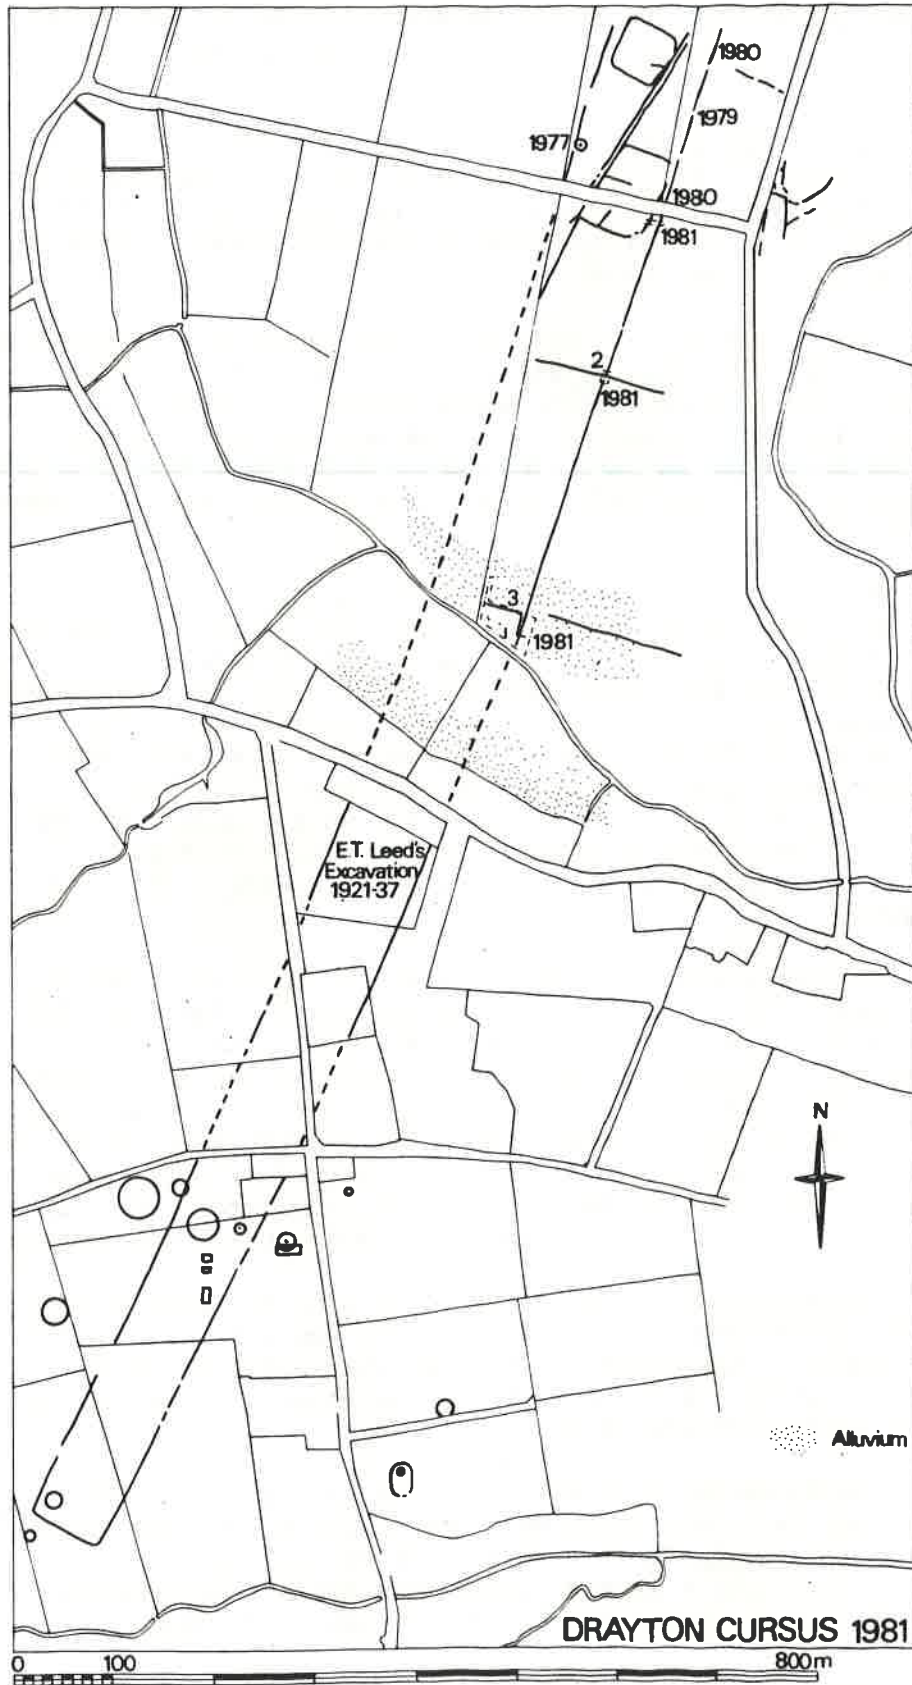 1980
1979
1977
1980
1981
2
1981
3
1981
E.T. Leed's
Excavation
1921-37
N
Alluvium
DRAYTON CURSUS 1981
0 100 800m